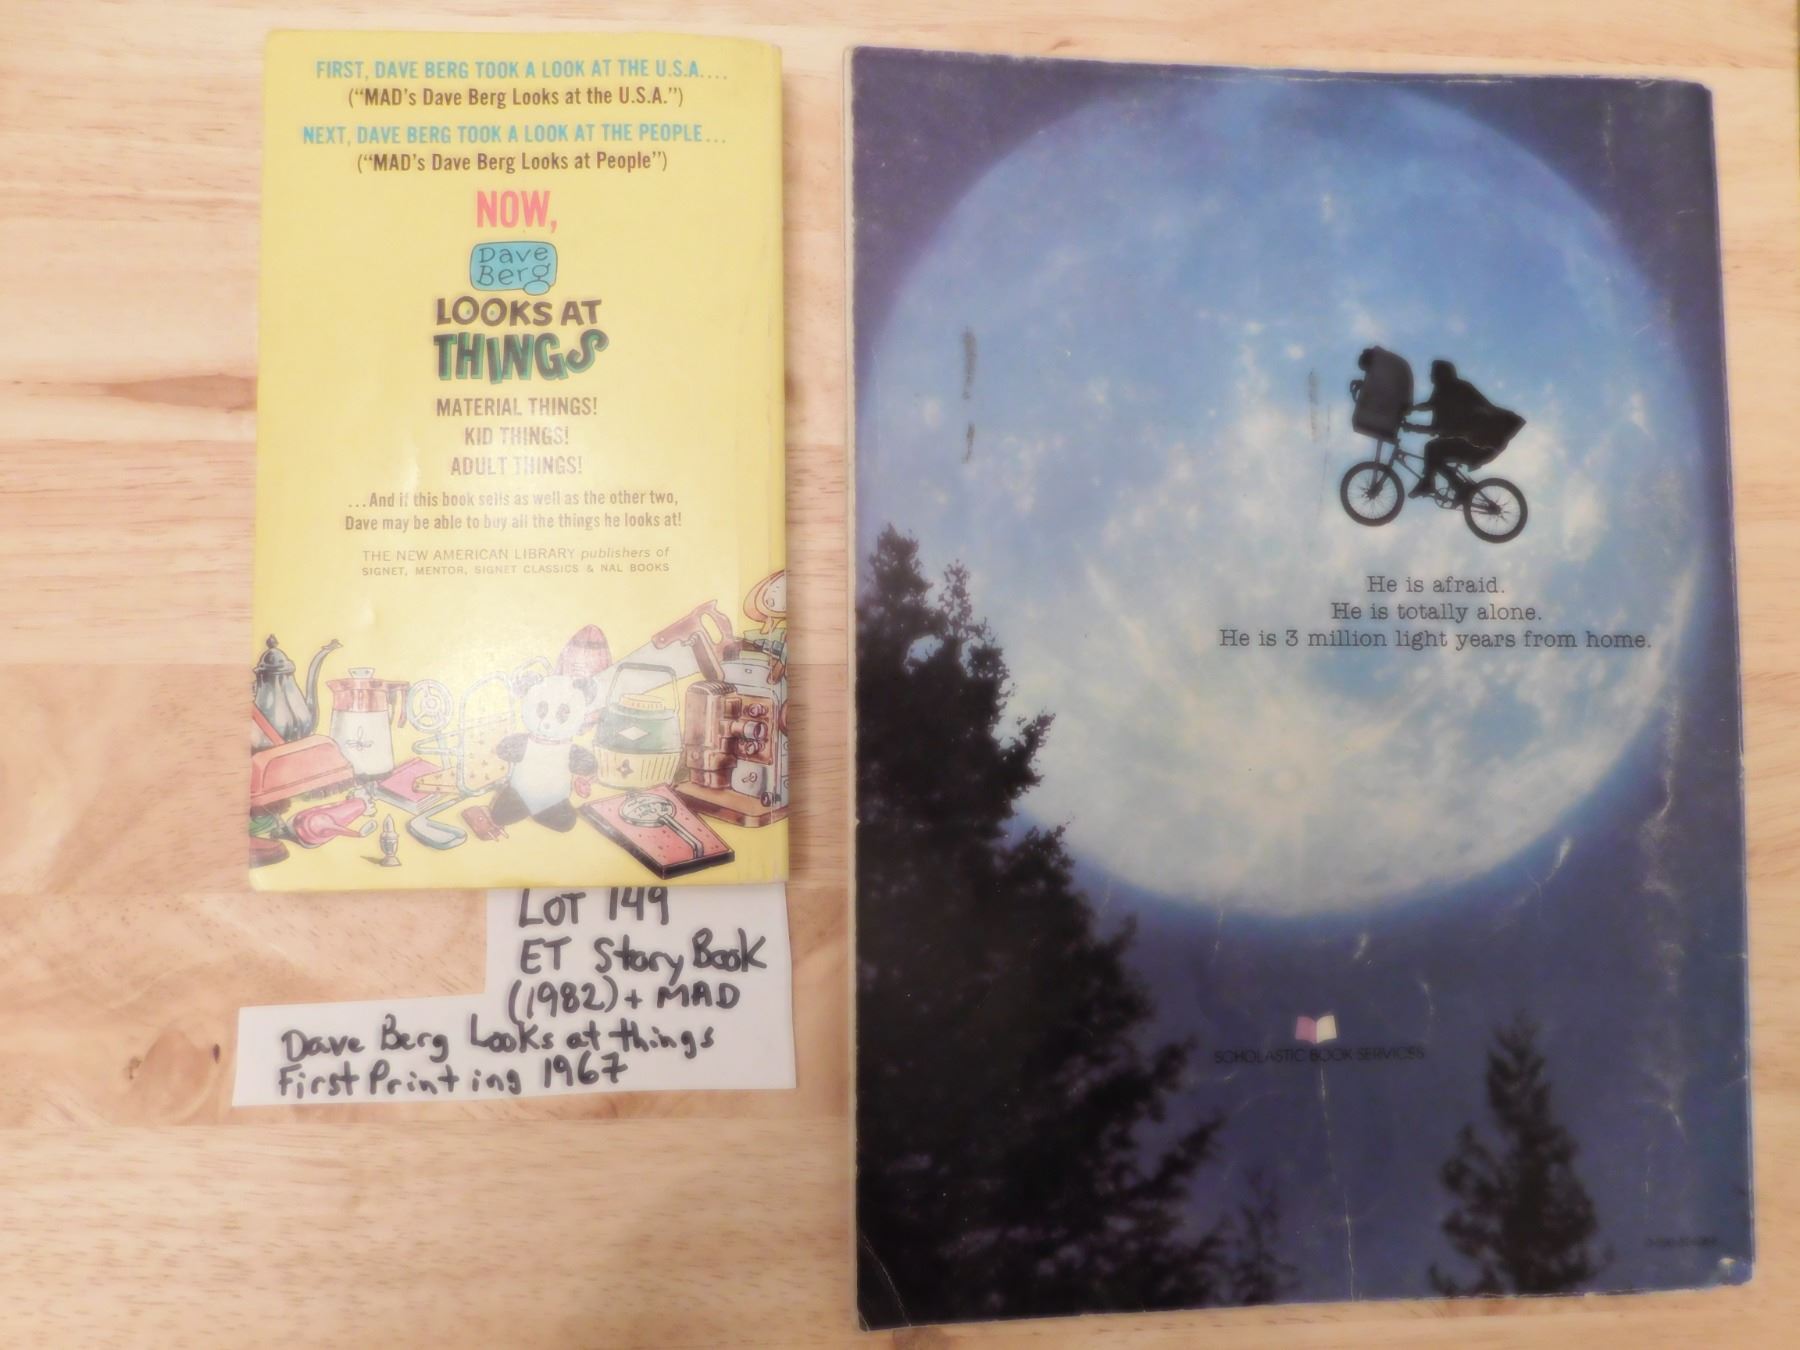 FIRST, DAVE BERG TOOK A LOOK AT THE U.S.A....
("MAD's Dave Berg Looks at the U.S.A.")
NEXT, DAVE BERG TOOK A LOOK AT THE PEOPLE...
("MAD's Dave Berg Looks at People")
NOW,
Dave
Berg
LOOKS AT
THINGS
MATERIAL THINGS!
KID THINGS!
ADULT THINGS!
...And if this book sells as well as the other two,
Dave may be able to buy all the things he looks at!
THE NEW AMERICAN LIBRARY publishers of
SIGNET, MENTOR, SIGNET CLASSICS & NAL BOOKS
LOT 149
ET Story Book
(1982) + MAD
Dave Berg Looks at things
First Printing 1967
He is afraid.
He is totally alone.
He is 3 million light years from home.
SCHOLASTIC BOOK SERVICES